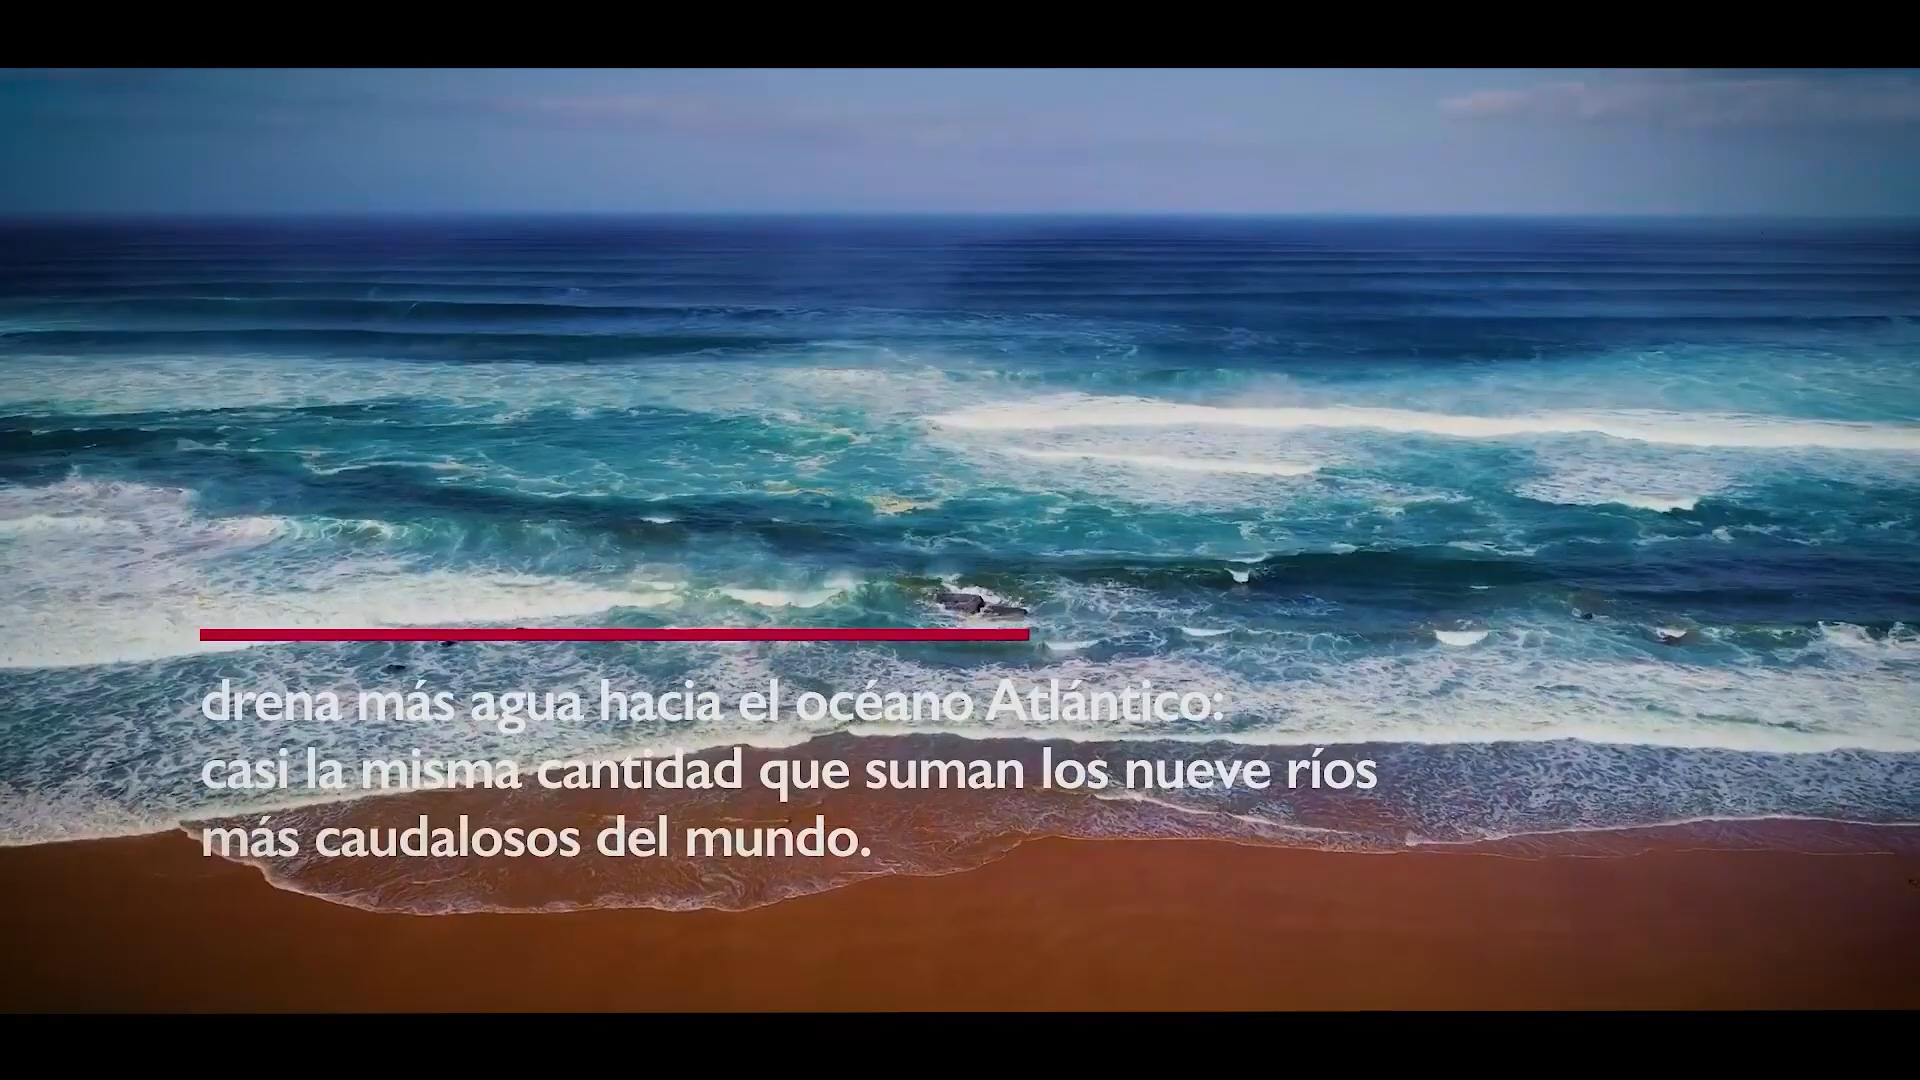 drena más agua hacia el océano Atlántico:
casi la misma cantidad que suman los nueve ríos
más caudalosos del mundo.